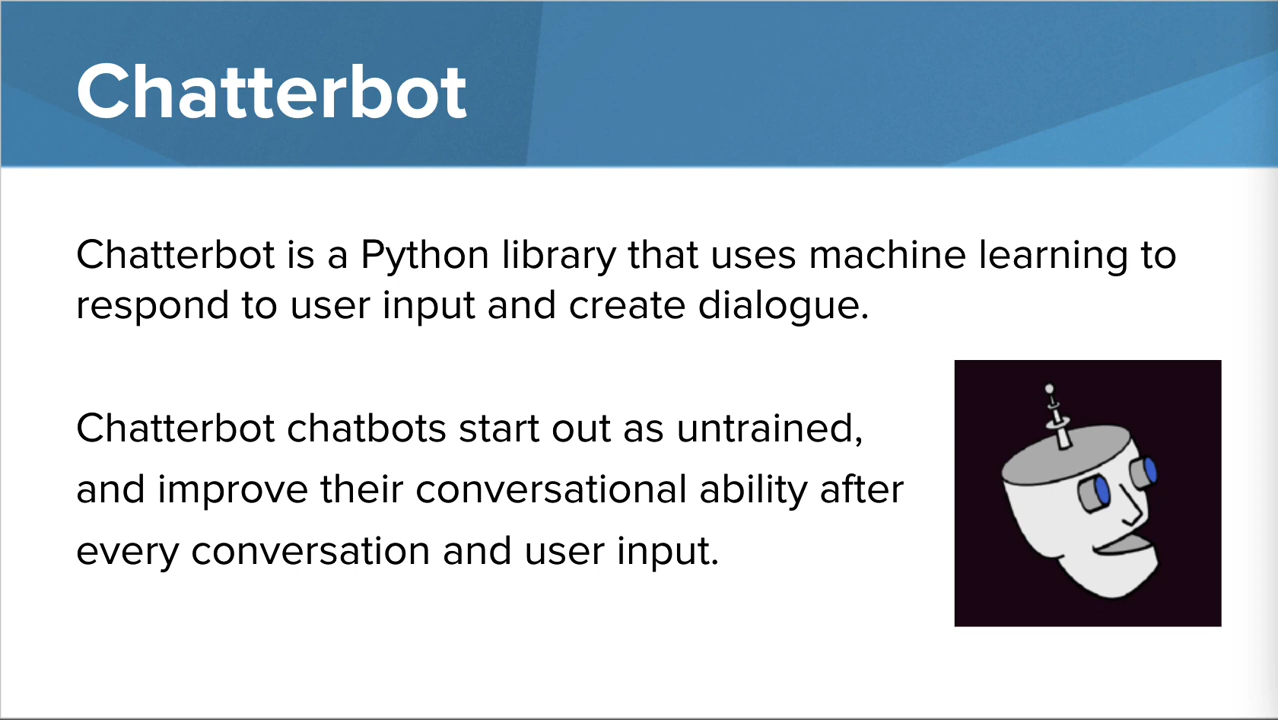 Chatterbot
Chatterbot is a Python library that uses machine learning to
respond to user input and create dialogue.
Chatterbot chatbots start out as untrained,
and improve their conversational ability after
every conversation and user input.